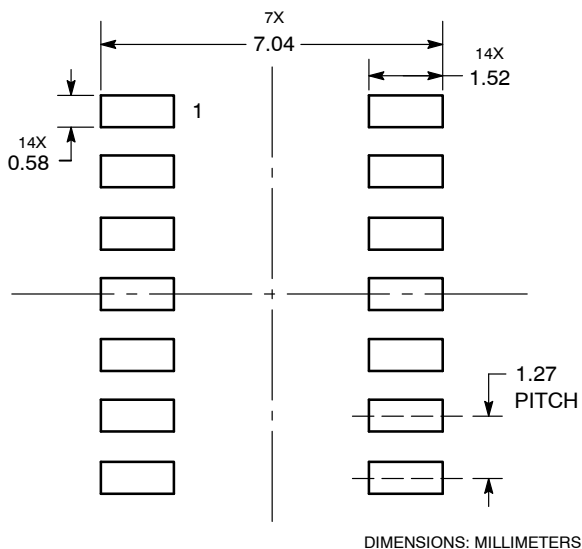 7X
7.04
14X
1.52
1
14X
0.58
1.27
PITCH
DIMENSIONS: MILLIMETERS